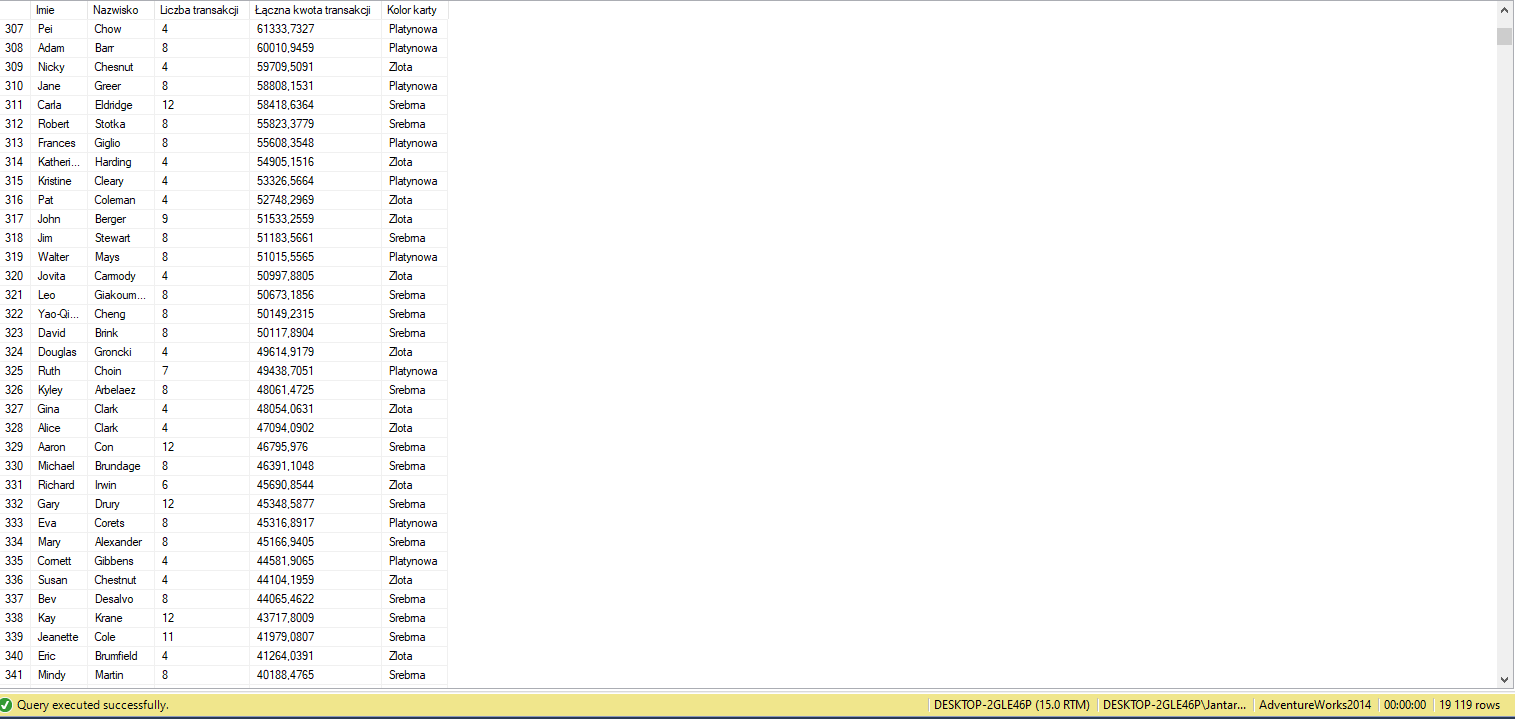 Imie Nazwisko Liczba transakcji Łączna kwota transakcji Kolor karty
307 Pei Chow 4 61333,7327 Platynowa
308 Adam Barr 8 60010,9459 Platynowa
309 Nicky Chesnut 4 59709,5091 Zlota
310 Jane Greer 8 58808,1531 Platynowa
311 Carla Eldridge 12 58418,6364 Srebrna
312 Robert Stotka 8 55823,3779 Srebrna
313 Frances Giglio 8 55608,3548 Platynowa
314 Katheri... Harding 4 54905,1516 Zlota
315 Kristine Cleary 4 53326,5664 Platynowa
316 Pat Coleman 4 52748,2969 Zlota
317 John Berger 9 51533,2559 Zlota
318 Jim Stewart 8 51183,5661 Srebrna
319 Walter Mays 8 51015,5565 Platynowa
320 Jovita Carmody 4 50997,8805 Zlota
321 Leo Giakoum... 8 50673,1856 Srebrna
322 Yao-Qi... Cheng 8 50149,2315 Srebrna
323 David Brink 8 50117,8904 Srebrna
324 Douglas Groncki 4 49614,9179 Zlota
325 Ruth Choin 7 49438,7051 Platynowa
326 Kyley Arbelaez 8 48061,4725 Srebrna
327 Gina Clark 4 48054,0631 Zlota
328 Alice Clark 4 47094,0902 Zlota
329 Aaron Con 12 46795,976 Srebrna
330 Michael Brundage 8 46391,1048 Srebrna
331 Richard Irwin 6 45690,8544 Zlota
332 Gary Drury 12 45348,5877 Srebrna
333 Eva Corets 8 45316,8917 Platynowa
334 Mary Alexander 8 45166,9405 Srebrna
335 Cornett Gibbens 4 44581,9065 Platynowa
336 Susan Chestnut 4 44104,1959 Zlota
337 Bev Desalvo 8 44065,4622 Srebrna
338 Kay Krane 12 43717,8009 Srebrna
339 Jeanette Cole 11 41979,0807 Srebrna
340 Eric Brumfield 4 41264,0391 Zlota
341 Mindy Martin 8 40188,4765 Srebrna
Query executed successfully. DESKTOP-2GLE46P (15.0 RTM) DESKTOP-2GLE46P\Jantar... AdventureWorks2014 00:00:00 19 119 rows